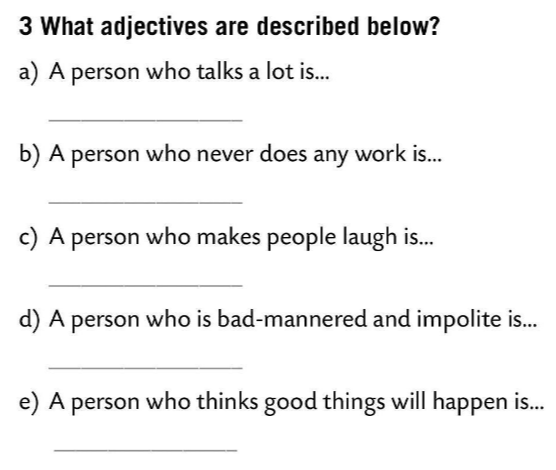 3 What adjectives are described below?
a) A person who talks a lot is...
b) A person who never does any work is...
c) A person who makes people laugh is...
d) A person who is bad-mannered and impolite is...
e) A person who thinks good things will happen is...